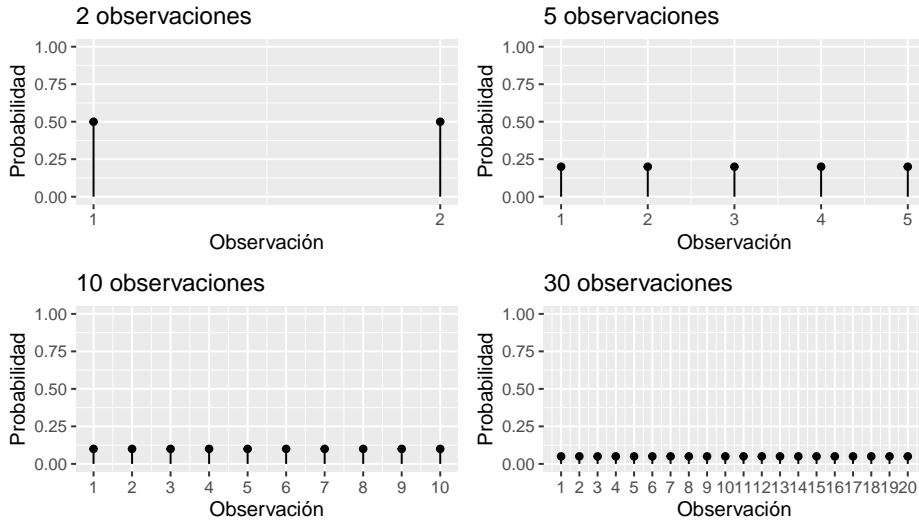 2 observaciones
Probabilidad
1.00
0.75
0.50
0.25
0.00
1 2
Observación
5 observaciones
Probabilidad
1.00
0.75
0.50
0.25
0.00
1 2 3 4 5
Observación
10 observaciones
Probabilidad
1.00
0.75
0.50
0.25
0.00
1 2 3 4 5 6 7 8 9 10
Observación
30 observaciones
Probabilidad
1.00
0.75
0.50
0.25
0.00
1 2 3 4 5 6 7 8 9 10 11 12 13 14 15 16 17 18 19 20
Observación